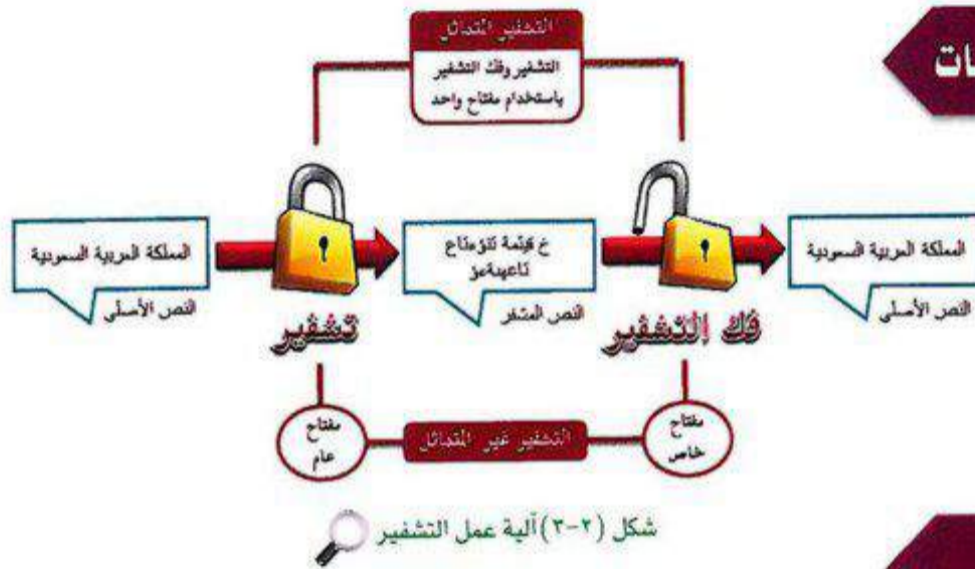 التشفير المتماثل
التشفير وفك التشفير
باستخدام مفتاح واحد
المملكة العربية السعودية
النص الأصلي
تشفير
النص المشفر
فك التشفير
المملكة العربية السعودية
النص الأصلي
مفتاح
عام
التشفير غير المتماثل
مفتاح
خاص
شكل (٢-٣) آلية عمل التشفير